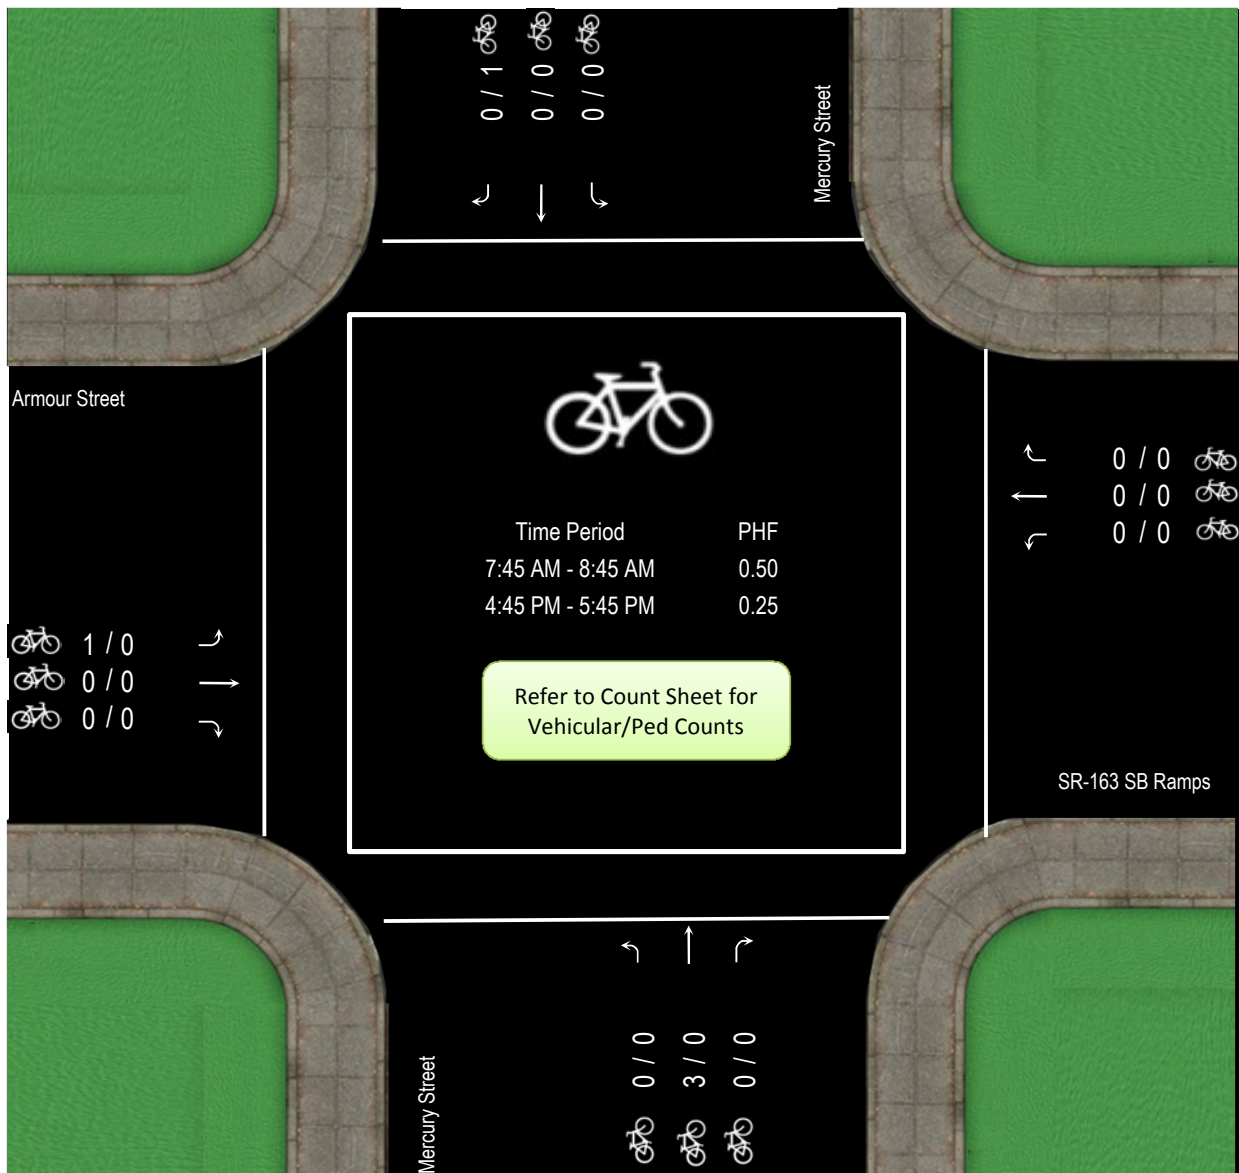 0 / 1
0 / 0
0 / 0
Mercury Street
Armour Street
0 / 0
0 / 0
0 / 0
Time Period PHF
7:45 AM - 8:45 AM 0.50
4:45 PM - 5:45 PM 0.25
1 / 0
0 / 0
0 / 0
Refer to Count Sheet for
Vehicular/Ped Counts
SR-163 SB Ramps
0 / 0
3 / 0
0 / 0
Mercury Street